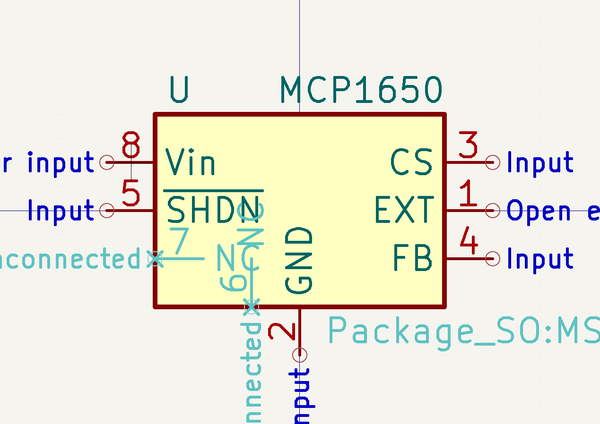 U MCP1650
r input 8 Vin CS 3 Input
Input 5 SHDN EXT 1 Open e
nconnected 7 NC FB 4 Input
NC 6 nnected
GND 2 nput
Package_SO:MS